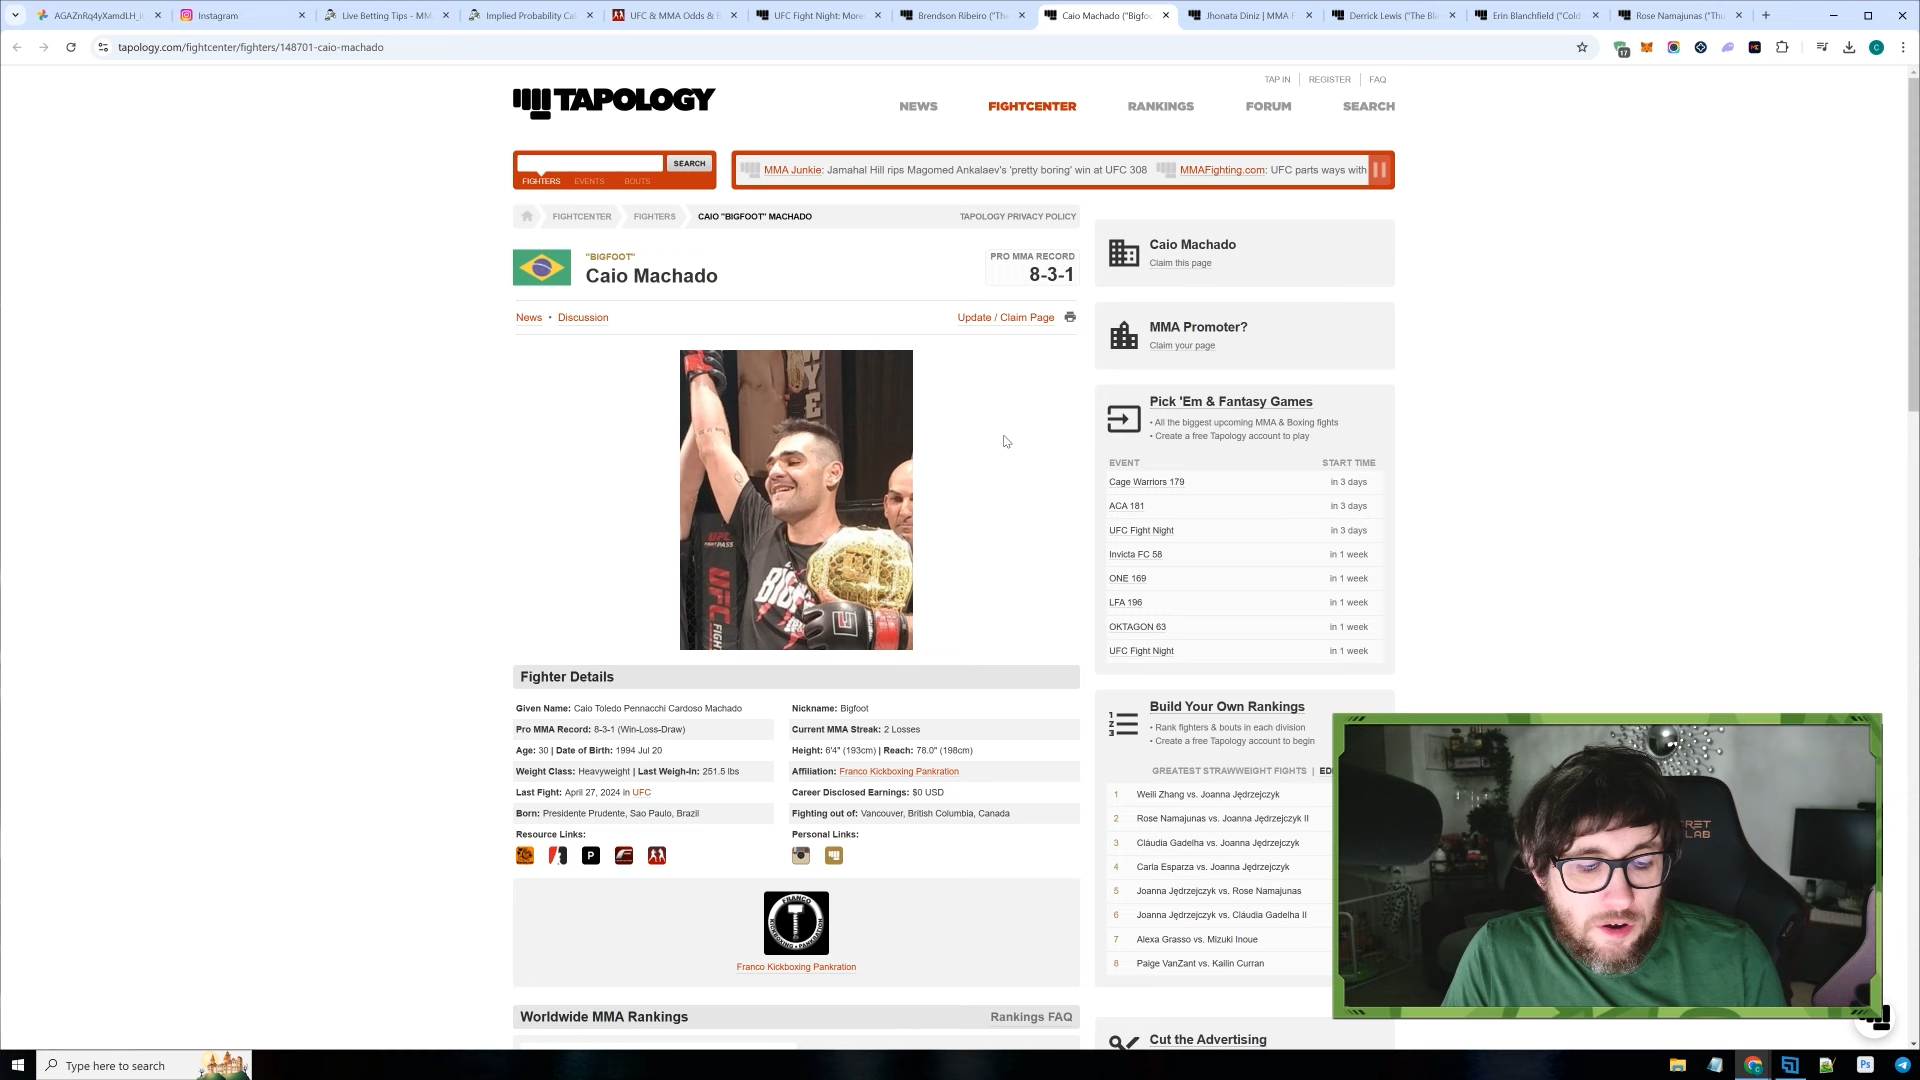 AGAZnRq4yXamdLH_
Instagram
Live Betting Tips - MM
Implied Probability Cal
UFC & MMA Odds & B
UFC Fight Night: More
Brendson Ribeiro ("The
Caio Machado ("Bigfoo
Jhonata Diniz | MMA F
Derrick Lewis ("The Bla
Erin Blanchfield ("Cold
Rose Namajunas ("Thu
tapology.com/fightcenter/fighters/148701-caio-machado
17
C
TAP IN
REGISTER
FAQ
TAPOLOGY
NEWS
FIGHTCENTER
RANKINGS
FORUM
SEARCH
SEARCH
FIGHTERS
EVENTS
BOUTS
MMA Junkie: Jamahal Hill rips Magomed Ankalaev's 'pretty boring' win at UFC 308
MMAFighting.com: UFC parts ways with
FIGHTCENTER
FIGHTERS
CAIO "BIGFOOT" MACHADO
TAPOLOGY PRIVACY POLICY
"BIGFOOT"
Caio Machado
PRO MMA RECORD
8-3-1
News • Discussion
Update / Claim Page
UFC
FIGHT PASS
UFC
FIGH
Fighter Details
Given Name: Caio Toledo Pennacchi Cardoso Machado
Nickname: Bigfoot
Pro MMA Record: 8-3-1 (Win-Loss-Draw)
Current MMA Streak: 2 Losses
Age: 30 | Date of Birth: 1994 Jul 20
Height: 6'4" (193cm) | Reach: 78.0" (198cm)
Weight Class: Heavyweight | Last Weigh-In: 251.5 lbs
Affiliation: Franco Kickboxing Pankration
Last Fight: April 27, 2024 in UFC
Career Disclosed Earnings: $0 USD
Born: Presidente Prudente, Sao Paulo, Brazil
Fighting out of: Vancouver, British Columbia, Canada
Resource Links:
Personal Links:
P
FRANCO
Franco Kickboxing Pankration
Worldwide MMA Rankings
Rankings FAQ
Caio Machado
Claim this page
MMA Promoter?
Claim your page
Pick 'Em & Fantasy Games
• All the biggest upcoming MMA & Boxing fights
• Create a free Tapology account to play
EVENT
START TIME
Cage Warriors 179
in 3 days
ACA 181
in 3 days
UFC Fight Night
in 3 days
Invicta FC 58
in 1 week
ONE 169
in 1 week
LFA 196
in 1 week
OKTAGON 63
in 1 week
UFC Fight Night
in 1 week
Build Your Own Rankings
• Rank fighters & bouts in each division
• Create a free Tapology account to begin
GREATEST STRAWWEIGHT FIGHTS | ED
1 Weili Zhang vs. Joanna Jędrzejczyk
2 Rose Namajunas vs. Joanna Jędrzejczyk II
3 Cláudia Gadelha vs. Joanna Jędrzejczyk
4 Carla Esparza vs. Joanna Jędrzejczyk
5 Joanna Jędrzejczyk vs. Rose Namajunas
6 Joanna Jędrzejczyk vs. Cláudia Gadelha II
7 Alexa Grasso vs. Mizuki Inoue
8 Paige VanZant vs. Kailin Curran
Cut the Advertising
RET
LAB
Type here to search
Ps